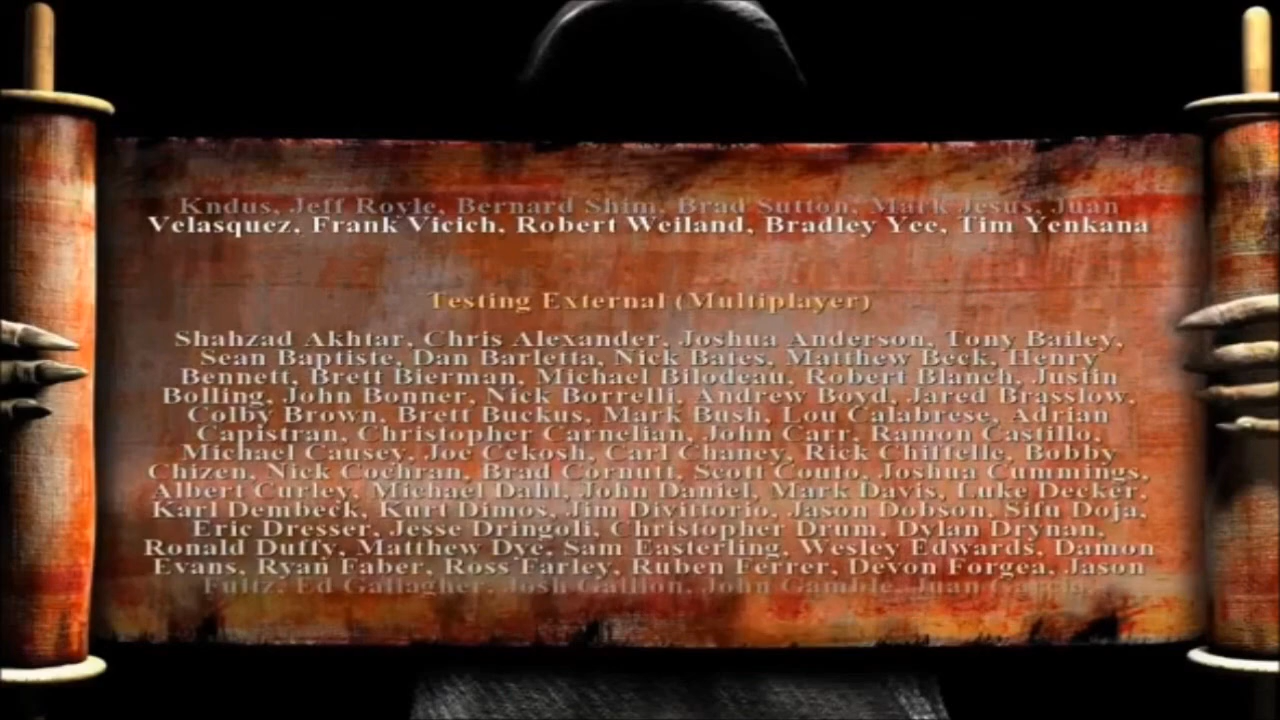 Kndus, Jeff Royle, Bernard Shim, Brad Sutton, Mark Jesus, Juan
Velasquez, Frank Vicich, Robert Weiland, Bradley Yee, Tim Yenkana
Testing External (Multiplayer)
Shahzad Akhtar, Chris Alexander, Joshua Anderson, Tony Bailey,
Sean Baptiste, Dan Barletta, Nick Bates, Matthew Beck, Henry
Bennett, Brett Bierman, Michael Bilodeau, Robert Blanch, Justin
Bolling, John Bonner, Nick Borrelli, Andrew Boyd, Jared Brasslow,
Colby Brown, Brett Buckus, Mark Bush, Lou Calabrese, Adrian
Capistran, Christopher Carnelian, John Carr, Ramon Castillo,
Michael Causey, Joe Cekosh, Carl Chaney, Rick Chiffelle, Bobby
Chizen, Nick Cochran, Brad Cornutt, Scott Couto, Joshua Cummings,
Albert Curley, Michael Dahl, John Daniel, Mark Davis, Luke Decker,
Karl Dembeck, Kurt Dimos, Jim Divittorio, Jason Dobson, Sifu Doja,
Eric Dresser, Jesse Dringoli, Christopher Drum, Dylan Drynan,
Ronald Duffy, Matthew Dye, Sam Easterling, Wesley Edwards, Damon
Evans, Ryan Faber, Ross Farley, Ruben Ferrer, Devon Forgea, Jason
Fultz, Ed Gallagher, Josh Gallion, John Gamble, Juan Garcia,